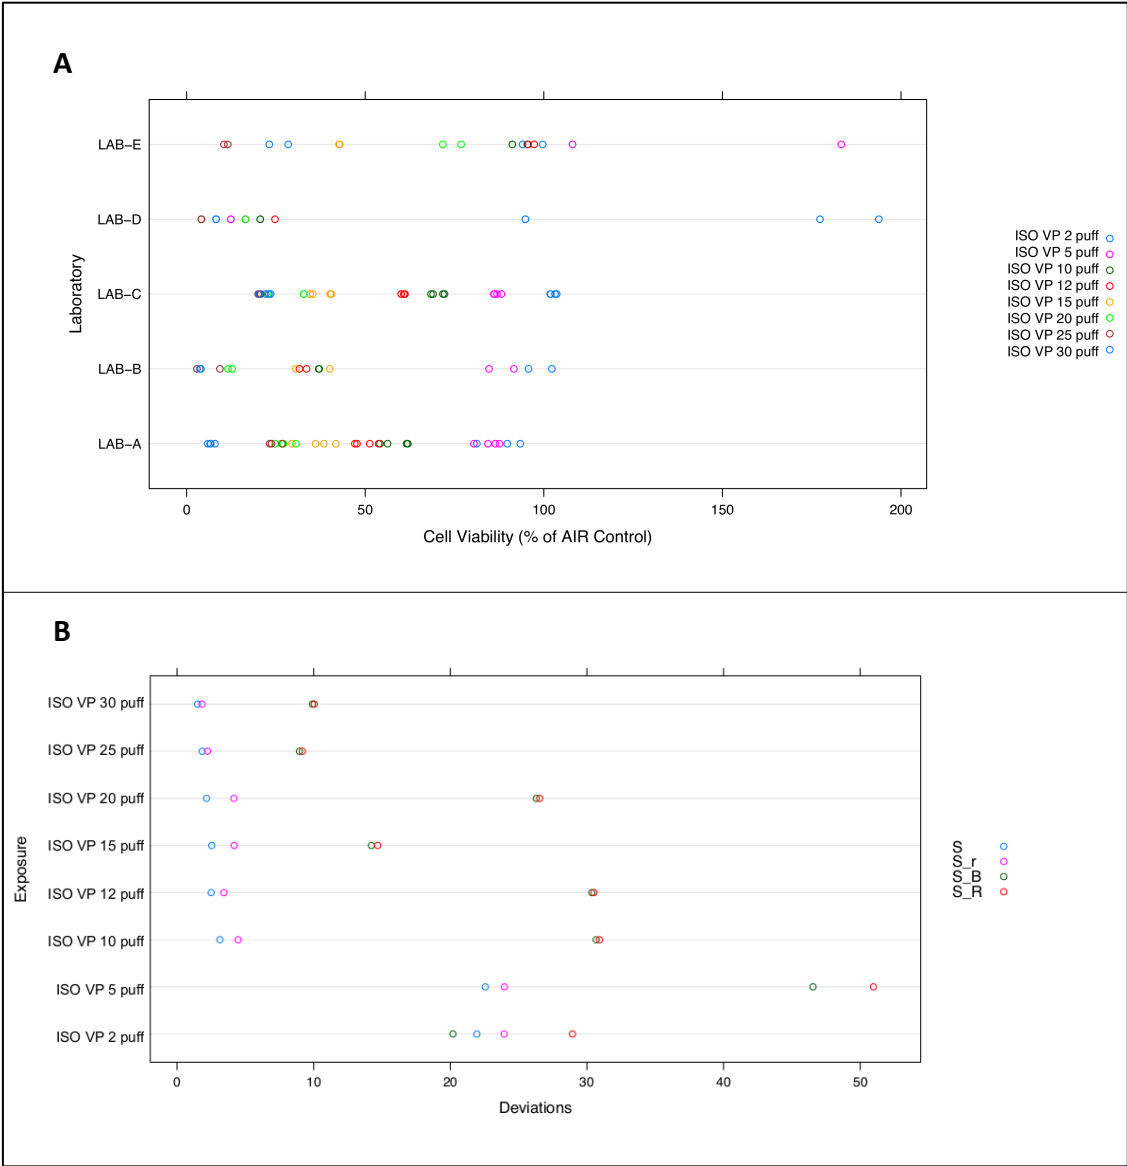 A
LAB−E
LAB−D
LAB−C
LAB−B
LAB−A
Laboratory
0 50 100 150 200
Cell Viability (% of AIR Control)
ISO VP 2 puff
ISO VP 5 puff
ISO VP 10 puff
ISO VP 12 puff
ISO VP 15 puff
ISO VP 20 puff
ISO VP 25 puff
ISO VP 30 puff
B
ISO VP 30 puff
ISO VP 25 puff
ISO VP 20 puff
ISO VP 15 puff
ISO VP 12 puff
ISO VP 10 puff
ISO VP 5 puff
ISO VP 2 puff
Exposure
0 10 20 30 40 50
Deviations
S
S_r
S_B
S_R